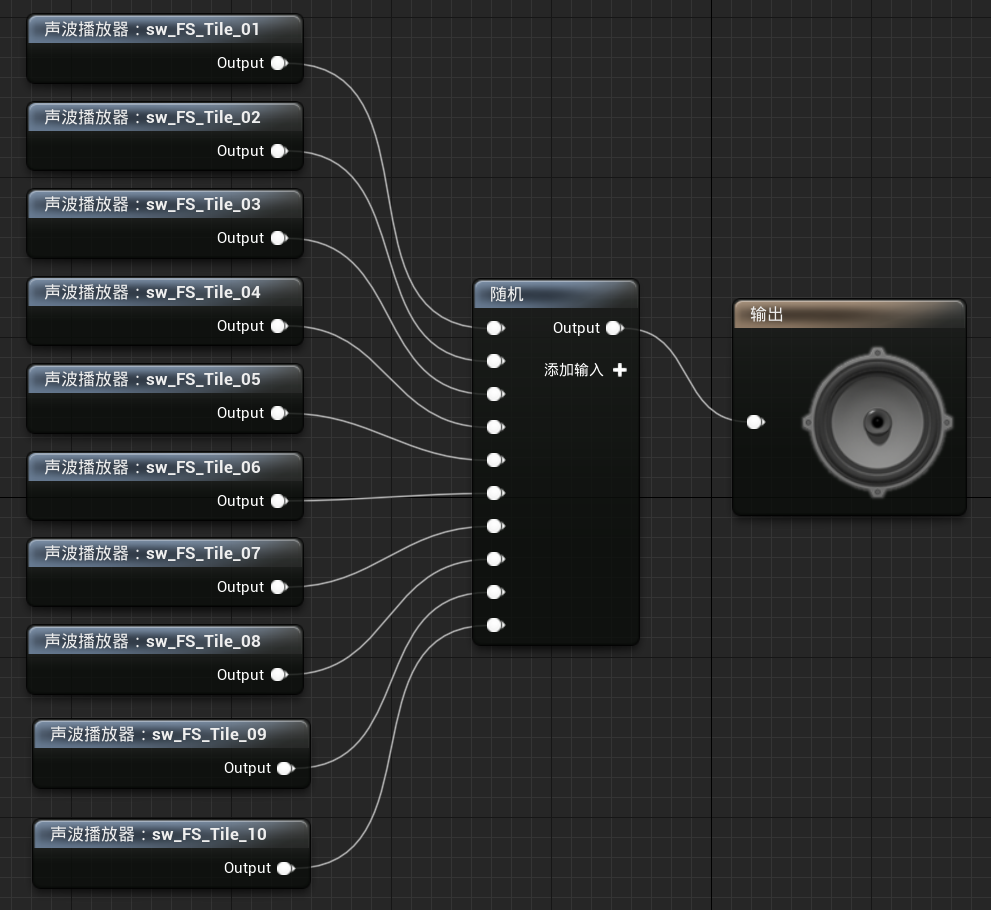 声波播放器：sw_FS_Tile_01
Output
声波播放器：sw_FS_Tile_02
Output
声波播放器：sw_FS_Tile_03
Output
声波播放器：sw_FS_Tile_04
Output
声波播放器：sw_FS_Tile_05
Output
声波播放器：sw_FS_Tile_06
Output
声波播放器：sw_FS_Tile_07
Output
声波播放器：sw_FS_Tile_08
Output
声波播放器：sw_FS_Tile_09
Output
声波播放器：sw_FS_Tile_10
Output
随机
Output
添加输入
输出